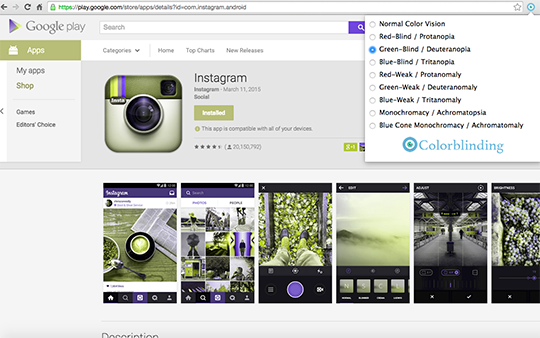 play.google.com/store/apps/details?id=com.instagram.android
Google play
Search
Apps
Categories
Home
Top Charts
New Releases
My apps
Shop
Games
Editors' Choice
Instagram
Instagram - March 11, 2015
Social
Installed
This app is compatible with all of your devices.
(20,150,792)
Insta
Normal Color Vision
Red-Blind / Protanopia
Green-Blind / Deuteranopia
Blue-Blind / Tritanopia
Red-Weak / Protanomaly
Green-Weak / Deuteranomaly
Blue-Weak / Tritanomaly
Monochromacy / Achromatopsia
Blue Cone Monochromacy / Achromatomaly
Colorblinding
Instagram
Search
PHOTOS
PEOPLE
EDIT
ADJUST
BRIGHTNESS
Description